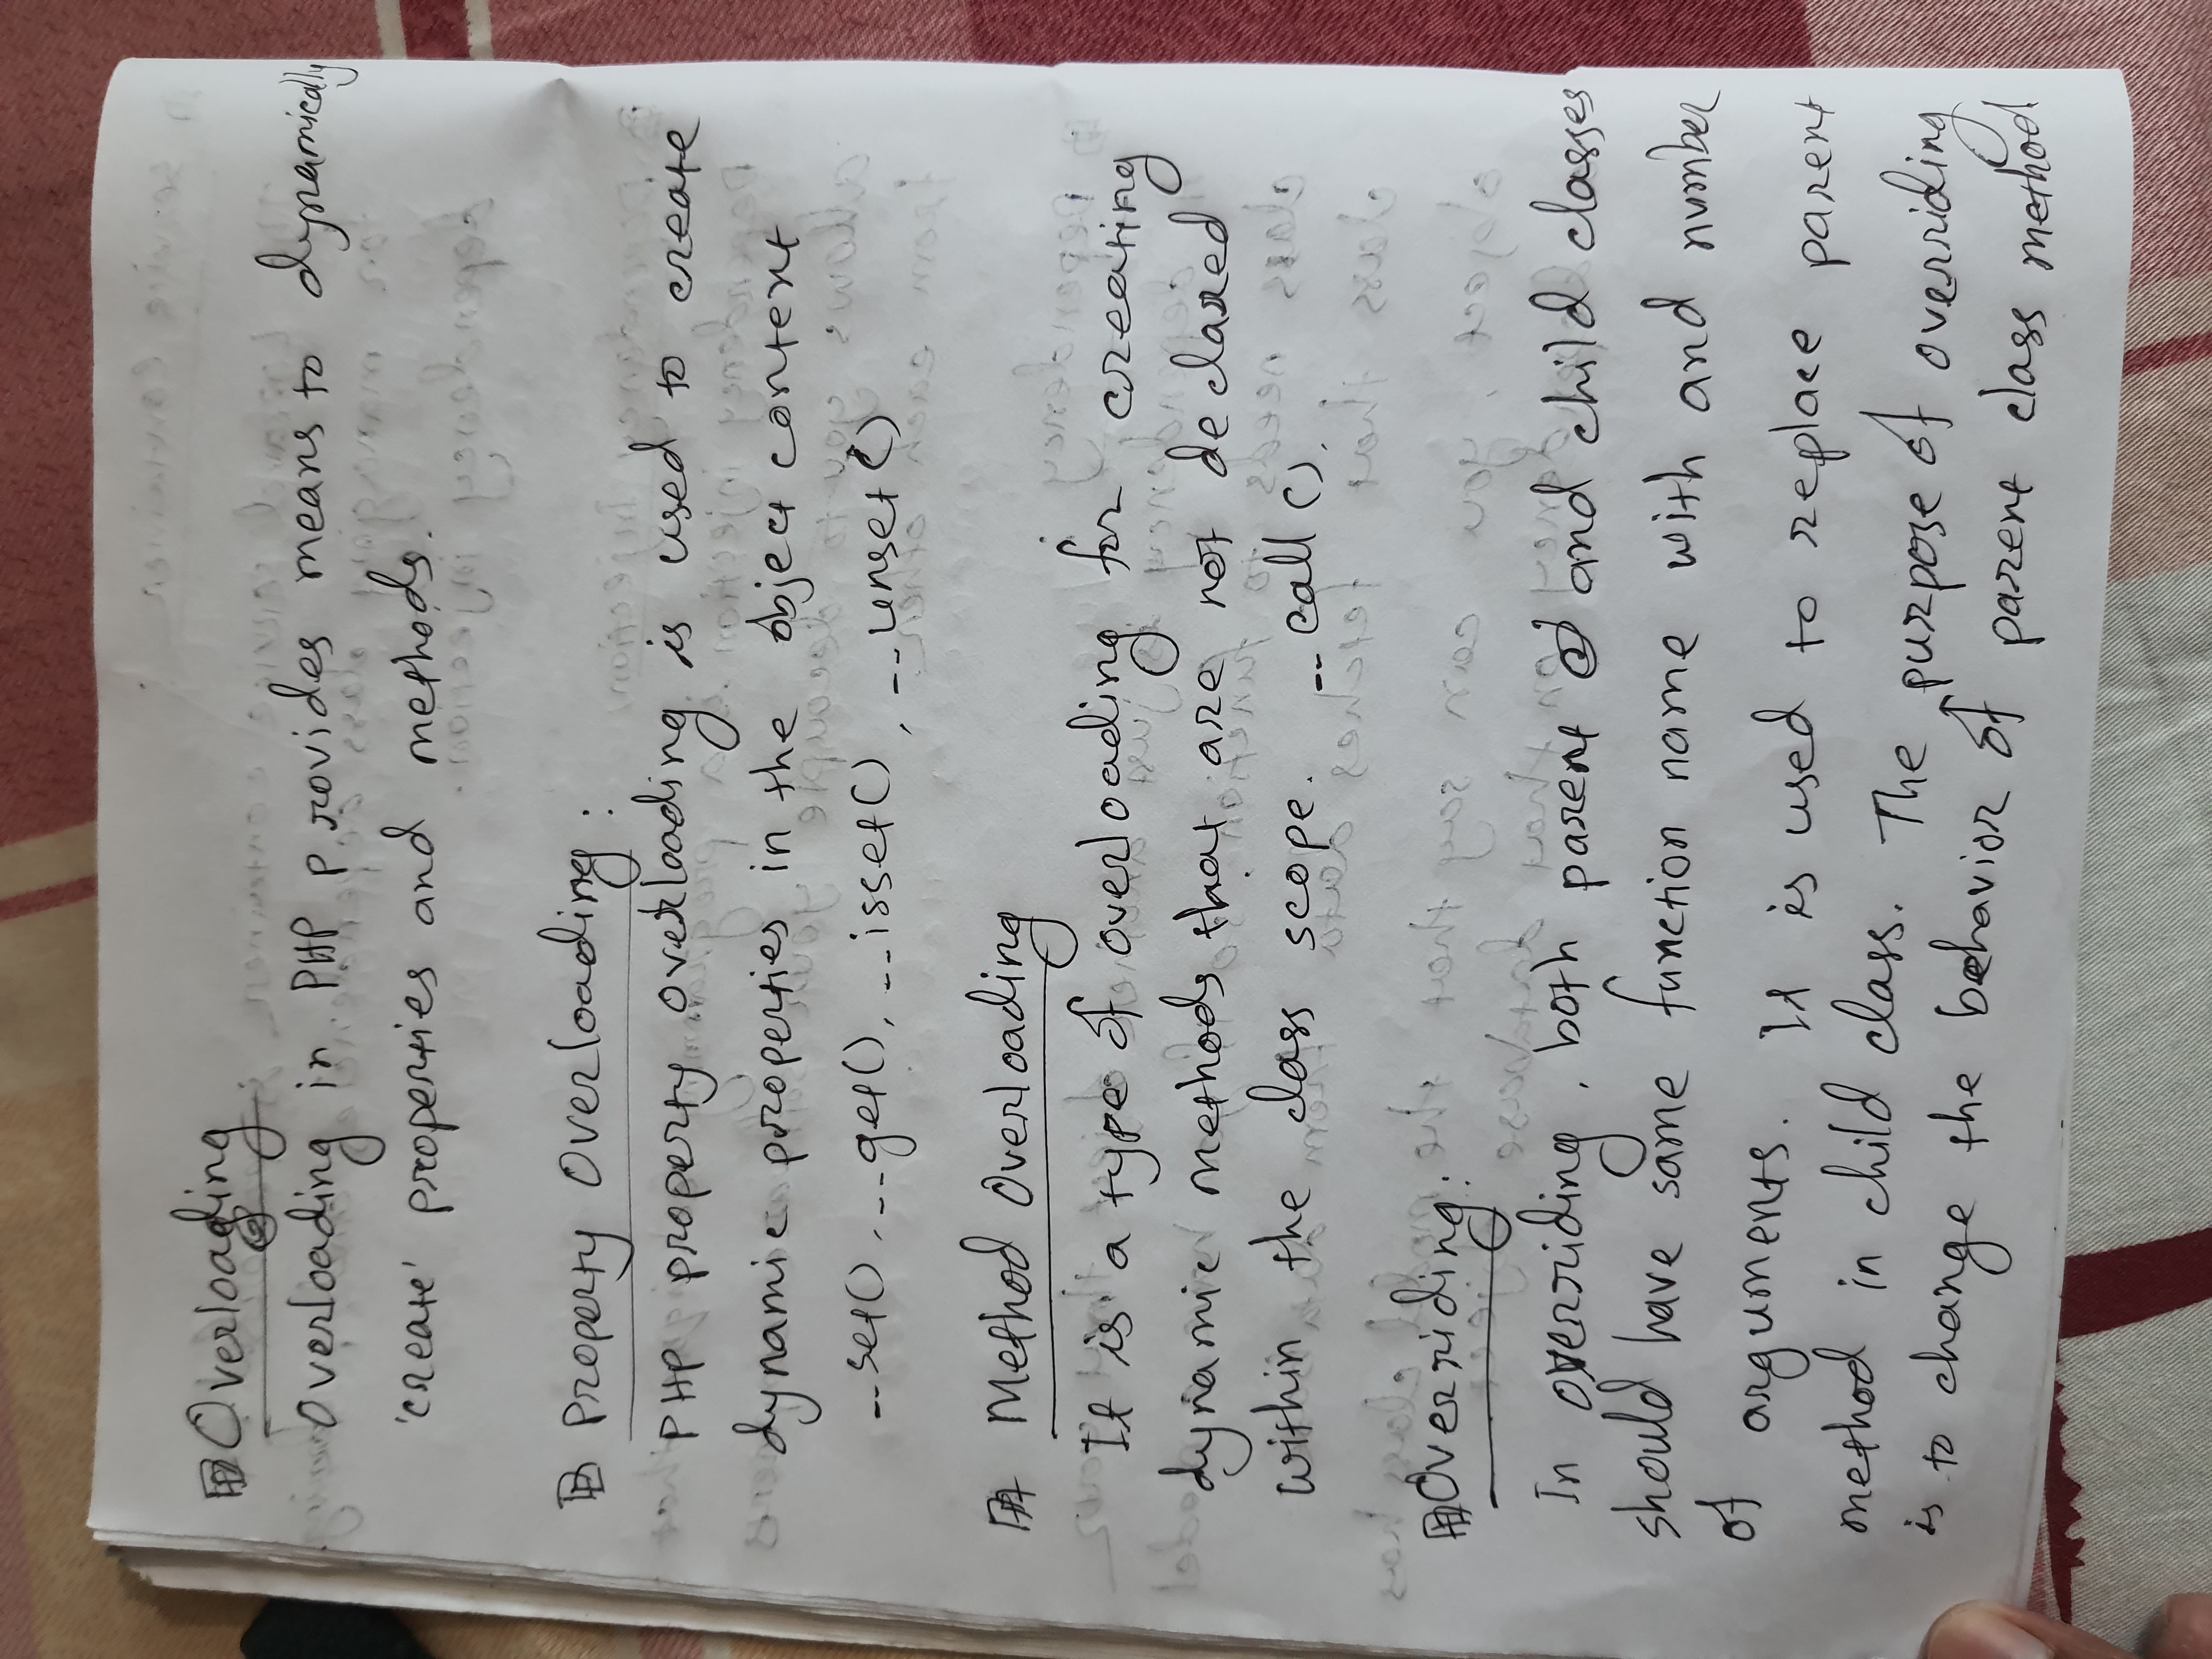 Overloading
Overloading in PHP provides means to dynamically
'create' properties and methods.
Property Overloading :
PHP property overloading is used to create
dynamic properties in the object content
__set(), __get(), __isset(), __unset()
Method Overloading
It is a type of overloading for creating
dynamic methods that are not declared
within the class scope. __call().
Overriding:
In overriding, both parent and child classes
should have same function name with and number
of arguments. It is used to replace parent
method in child class. The purpose of overriding
is to change the behavior of parent class method